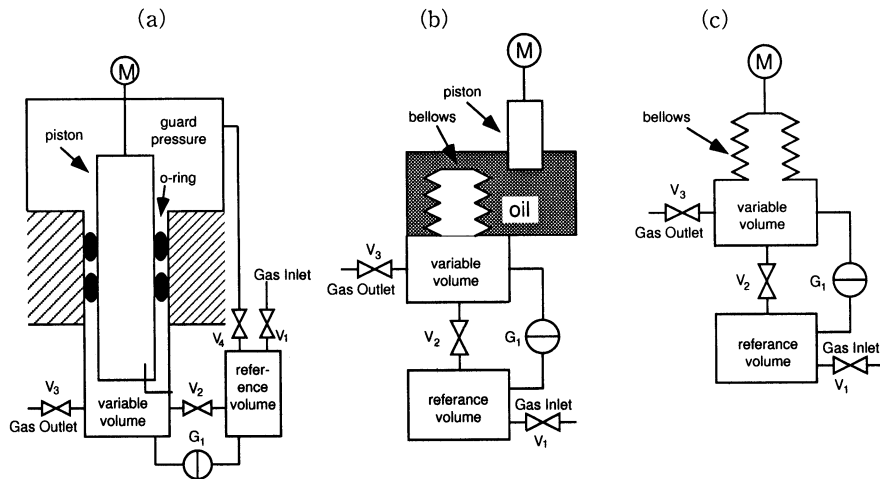 (a)
M
piston
guard
pressure
o-ring
Gas Inlet
V4
V1
V3
Gas Outlet
variable
volume
V2
refer-
ence
volume
G1
(b)
M
piston
bellows
oil
V3
Gas Outlet
variable
volume
V2
G1
referance
volume
Gas Inlet
V1
(c)
M
bellows
V3
Gas Outlet
variable
volume
V2
G1
referance
volume
Gas Inlet
V1